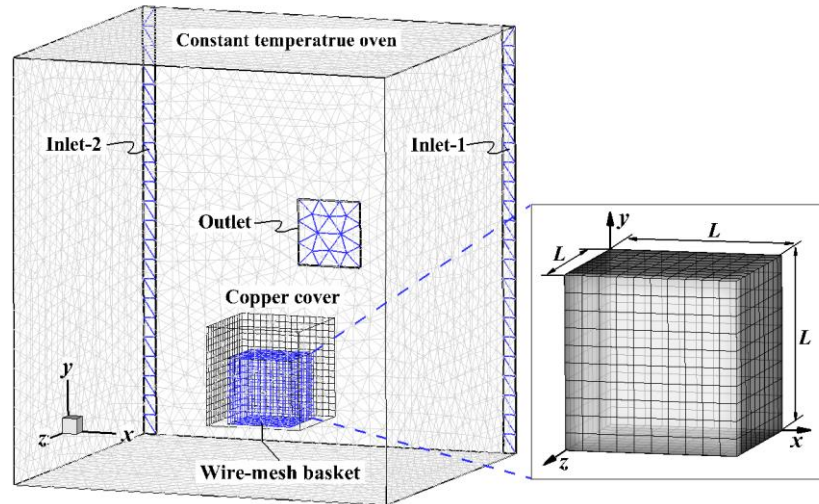 Constant temperatrue oven
Inlet-2
Inlet-1
Outlet
Copper cover
Wire-mesh basket
y
z
x
y
L
L
L
x
z